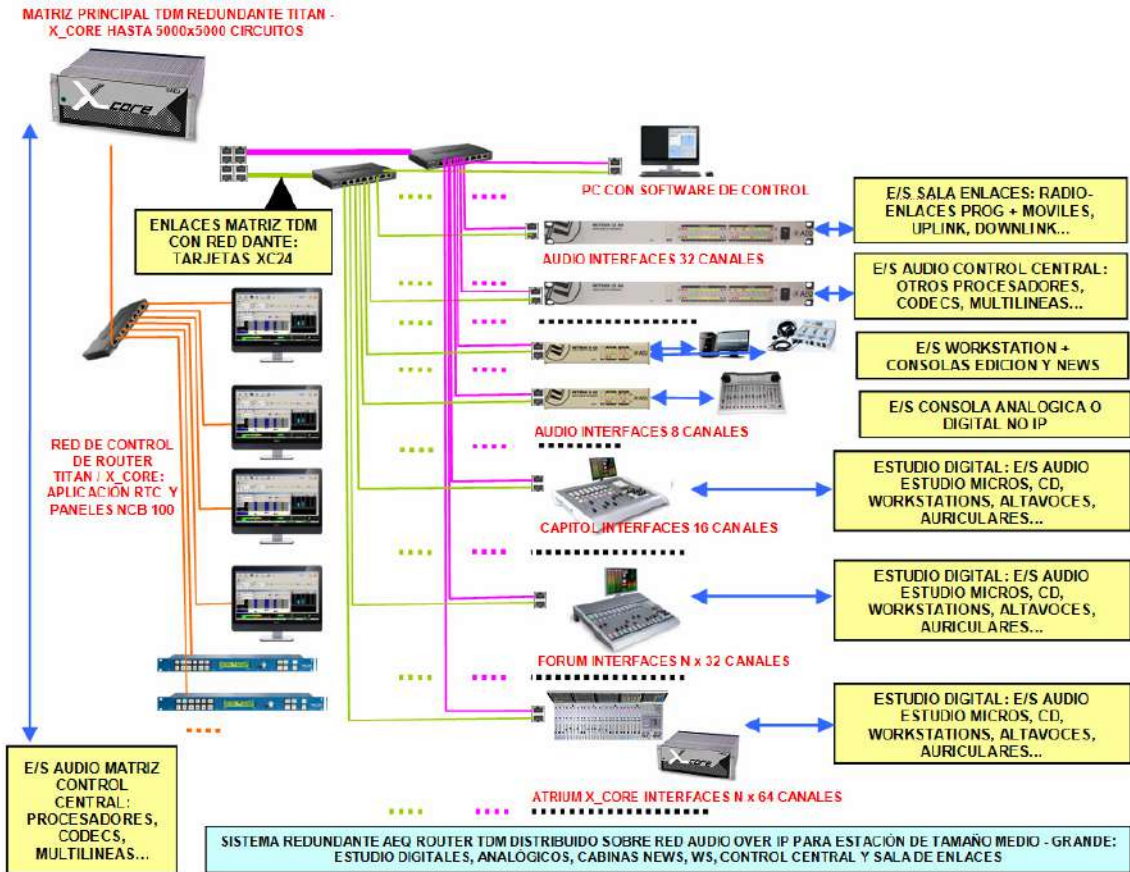 MATRIZ PRINCIPAL TDM REDUNDANTE TITAN -
X_CORE HASTA 5000x5000 CIRCUITOS
X core
AEQ
PC CON SOFTWARE DE CONTROL
ENLACES MATRIZ TDM
CON RED DANTE:
TARJETAS XC24
E/S SALA ENLACES: RADIO-
ENLACES PROG + MOVILES,
UPLINK, DOWNLINK...
AUDIO INTERFACES 32 CANALES
E/S AUDIO CONTROL CENTRAL:
OTROS PROCESADORES,
CODECS, MULTILINEAS...
E/S WORKSTATION +
CONSOLAS EDICION Y NEWS
E/S CONSOLA ANALOGICA O
DIGITAL NO IP
AUDIO INTERFACES 8 CANALES
RED DE CONTROL
DE ROUTER
TITAN / X_CORE:
APLICACIÓN RTC Y
PANELES NCB 100
ESTUDIO DIGITAL: E/S AUDIO
ESTUDIO MICROS, CD,
WORKSTATIONS, ALTAVOCES,
AURICULARES...
CAPITOL INTERFACES 16 CANALES
ESTUDIO DIGITAL: E/S AUDIO
ESTUDIO MICROS, CD,
WORKSTATIONS, ALTAVOCES,
AURICULARES...
FORUM INTERFACES N x 32 CANALES
ESTUDIO DIGITAL: E/S AUDIO
ESTUDIO MICROS, CD,
WORKSTATIONS, ALTAVOCES,
AURICULARES...
X core
ATRIUM X_CORE INTERFACES N x 64 CANALES
E/S AUDIO MATRIZ
CONTROL
CENTRAL:
PROCESADORES,
CODECS,
MULTILINEAS...
SISTEMA REDUNDANTE AEQ ROUTER TDM DISTRIBUIDO SOBRE RED AUDIO OVER IP PARA ESTACIÓN DE TAMAÑO MEDIO - GRANDE:
ESTUDIO DIGITALES, ANALÓGICOS, CABINAS NEWS, WS, CONTROL CENTRAL Y SALA DE ENLACES